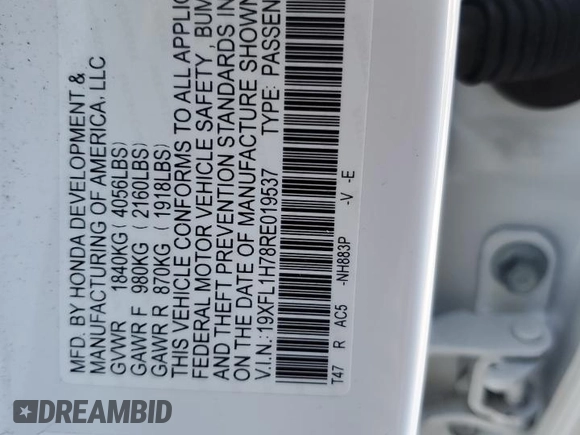 MFD. BY HONDA DEVELOPMENT &
MANUFACTURING OF AMERICA, LLC
GVWR 1840KG (4056LBS)
GAWR F 980KG (2160LBS)
GAWR R 870KG (1918LBS)
THIS VEHICLE CONFORMS TO ALL APPLIC
FEDERAL MOTOR VEHICLE SAFETY, BUM
AND THEFT PREVENTION STANDARDS IN
ON THE DATE OF MANUFACTURE SHOWN
V.I.N.: 19XFL1H78RE019537 TYPE: PASSEN
T47 R AC5 -NH883P -V -E
DREAMBID